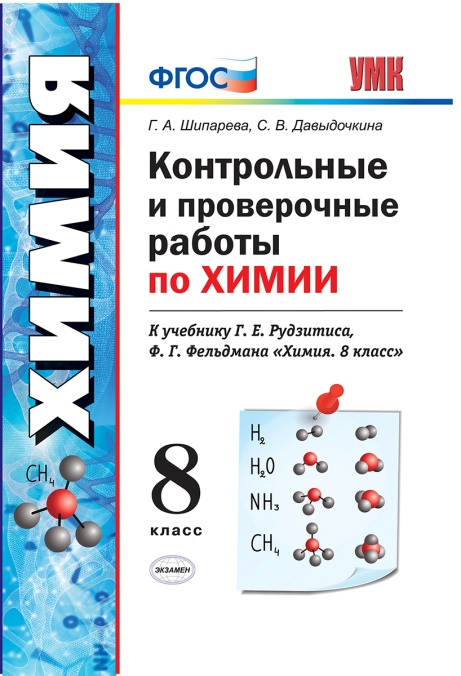 ХИМИЯ
ФГОС
УМК
Г. А. Шипарева, С. В. Давыдочкина
Контрольные
и проверочные
работы
по ХИМИИ
К учебнику Г. Е. Рудзитиса,
Ф. Г. Фельдмана «Химия. 8 класс»
8
класс
ЭКЗАМЕН
H₂
H₂O
NH₃
CH₄
CH₄